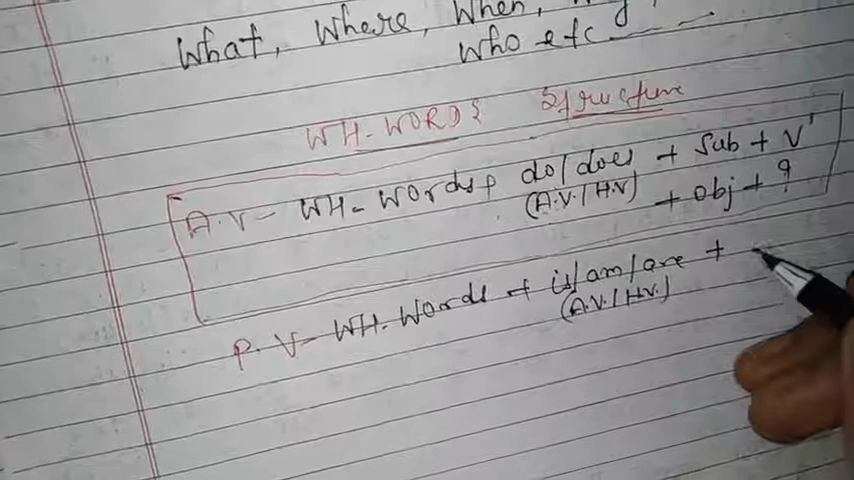 What, Where, When,
Who etc
WH-WORDS Structure
A.V - WH-Words + do/does + Sub + V¹
(A.V./H.V) + obj + ?
P.V - WH-Words + is/am/are +
(A.V./H.V.)